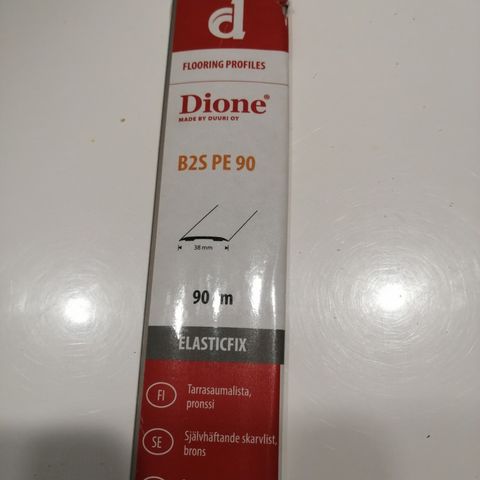 d
FLOORING PROFILES
Dione®
MADE BY DUURI OY
B2S PE 90
38 mm
90 cm
ELASTICFIX
FI
Tarrasaumalista,
pronssi
SE
Självhäftande skarvlist,
brons